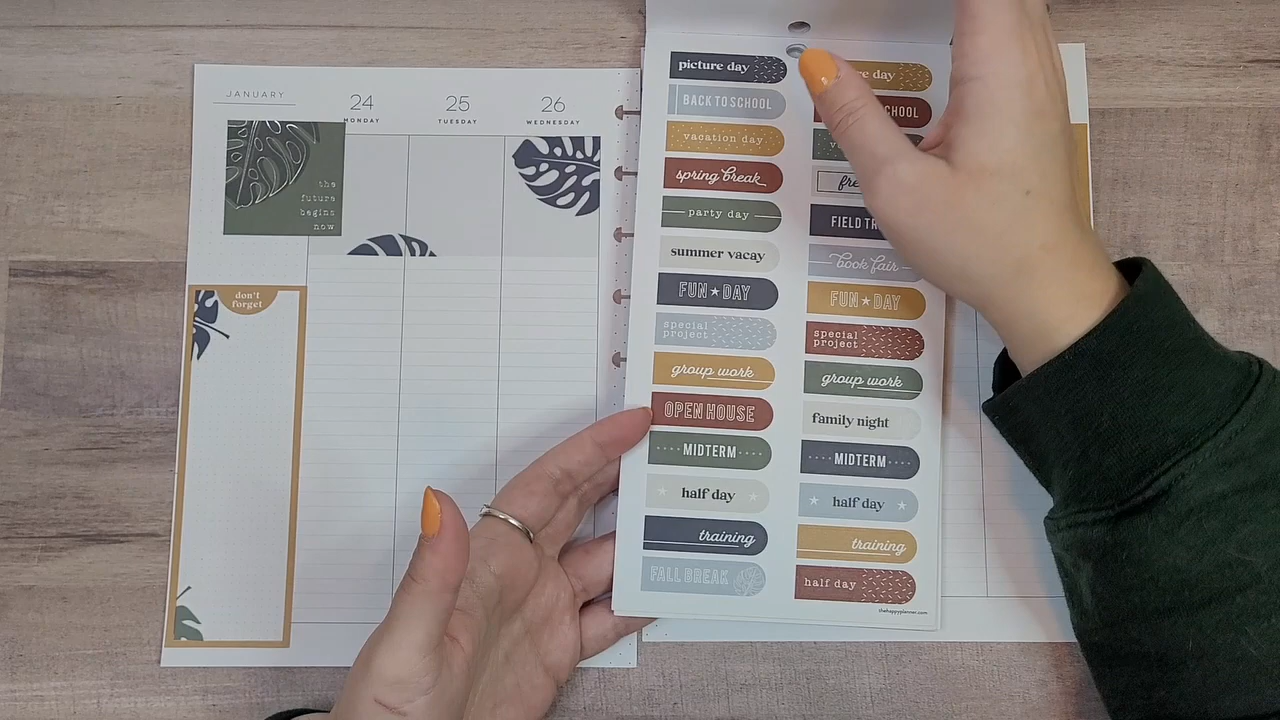 JANUARY
24
MONDAY
25
TUESDAY
26
WEDNESDAY
the
future
begins
now
don't
forget
picture day
day
BACK TO SCHOOL
vacation day
spring break
FIELD
party day
book fair
summer vacay
FUN ★ DAY
FUN ★ DAY
special
project
special
project
group work
group work
OPEN HOUSE
family night
MIDTERM
MIDTERM
half day
half day
training
training
FALL BREAK
half day
thehappyplanner.com